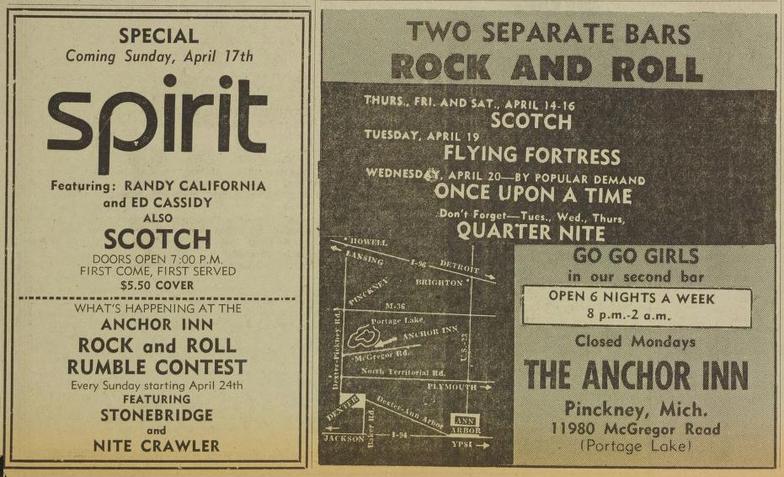 SPECIAL
Coming Sunday, April 17th
spirit
Featuring: RANDY CALIFORNIA
and ED CASSIDY
ALSO
SCOTCH
DOORS OPEN 7:00 P.M.
FIRST COME, FIRST SERVED
$5.50 COVER
WHAT'S HAPPENING AT THE
ANCHOR INN
ROCK and ROLL
RUMBLE CONTEST
Every Sunday starting April 24th
FEATURING
STONEBRIDGE
and
NITE CRAWLER
TWO SEPARATE BARS
ROCK AND ROLL
THURS., FRI. AND SAT., APRIL 14-16
SCOTCH
TUESDAY, APRIL 19
FLYING FORTRESS
WEDNESDAY, APRIL 20—BY POPULAR DEMAND
ONCE UPON A TIME
Don't Forget—Tues., Wed., Thurs,
QUARTER NITE
HOWELL
LANSING
I-96
DETROIT
BRIGHTON
PINCKNEY
M-36
Portage Lake
ANCHOR INN
McGregor Rd.
Dexter-Pinckney Rd.
U.S.-23
North Territorial Rd.
PLYMOUTH
DEXTER
Dexter-Ann Arbor
Baker Rd.
ANN
ARBOR
JACKSON
I-94
YPSI
GO GO GIRLS
in our second bar
OPEN 6 NIGHTS A WEEK
8 p.m.-2 a.m.
Closed Mondays
THE ANCHOR INN
Pinckney, Mich.
11980 McGregor Road
(Portage Lake)